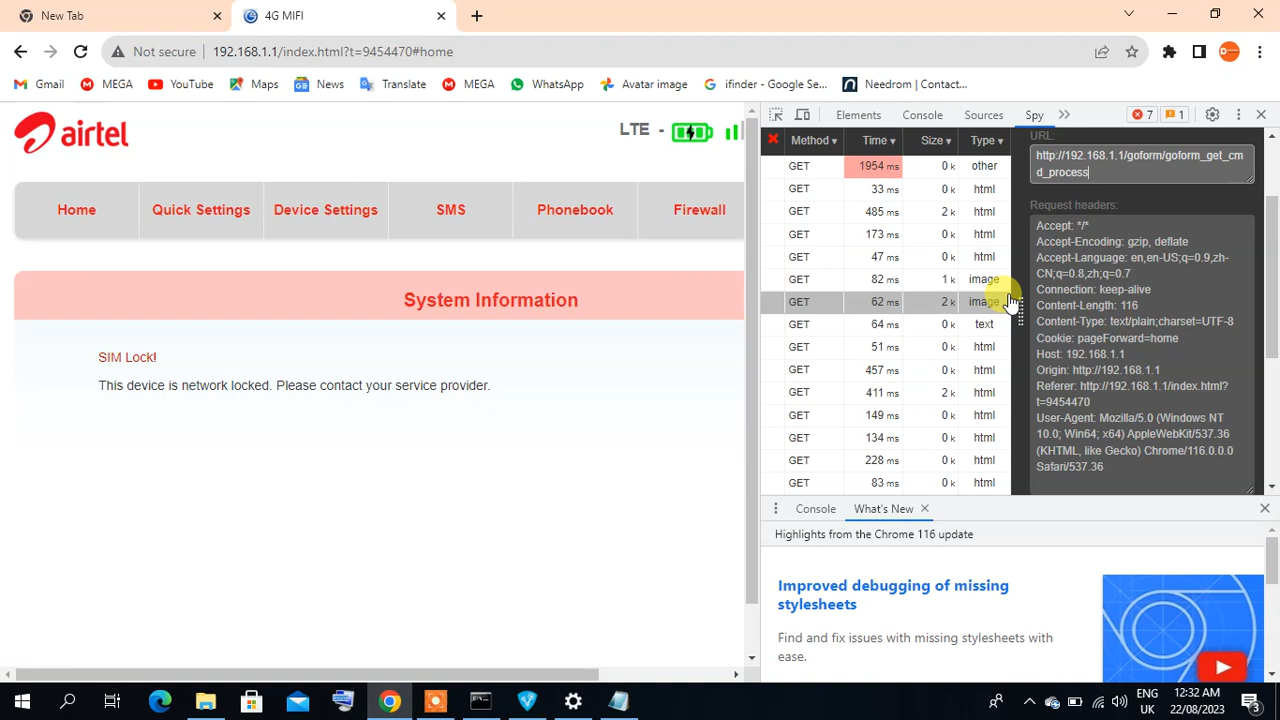 New Tab
4G MIFI
Not secure
192.168.1.1/index.html?t=9454470#home
Gmail
MEGA
YouTube
Maps
News
Translate
MEGA
WhatsApp
Avatar image
ifinder - Google Se...
Needrom | Contact...
airtel
LTE -
Home
Quick Settings
Device Settings
SMS
Phonebook
Firewall
System Information
SIM Lock!
This device is network locked. Please contact your service provider.
Elements
Console
Sources
Spy
7
1
Method
Time
Size
Type
GET 1954 ms 0 k other
GET 33 ms 0 k html
GET 485 ms 2 k html
GET 173 ms 0 k html
GET 47 ms 0 k html
GET 82 ms 1 k image
GET 62 ms 2 k image
GET 64 ms 0 k text
GET 51 ms 0 k html
GET 457 ms 0 k html
GET 411 ms 2 k html
GET 149 ms 0 k html
GET 134 ms 0 k html
GET 228 ms 0 k html
GET 83 ms 0 k html
URL:
http://192.168.1.1/goform/goform_get_cm
d_process
Request headers:
Accept: */*
Accept-Encoding: gzip, deflate
Accept-Language: en,en-US;q=0.9,zh-
CN;q=0.8,zh;q=0.7
Connection: keep-alive
Content-Length: 116
Content-Type: text/plain;charset=UTF-8
Cookie: pageForward=home
Host: 192.168.1.1
Origin: http://192.168.1.1
Referer: http://192.168.1.1/index.html?
t=9454470
User-Agent: Mozilla/5.0 (Windows NT
10.0; Win64; x64) AppleWebKit/537.36
(KHTML, like Gecko) Chrome/116.0.0.0
Safari/537.36
Console
What's New
Highlights from the Chrome 116 update
Improved debugging of missing
stylesheets
Find and fix issues with missing stylesheets with
ease.
ENG
UK
12:32 AM
22/08/2023
3